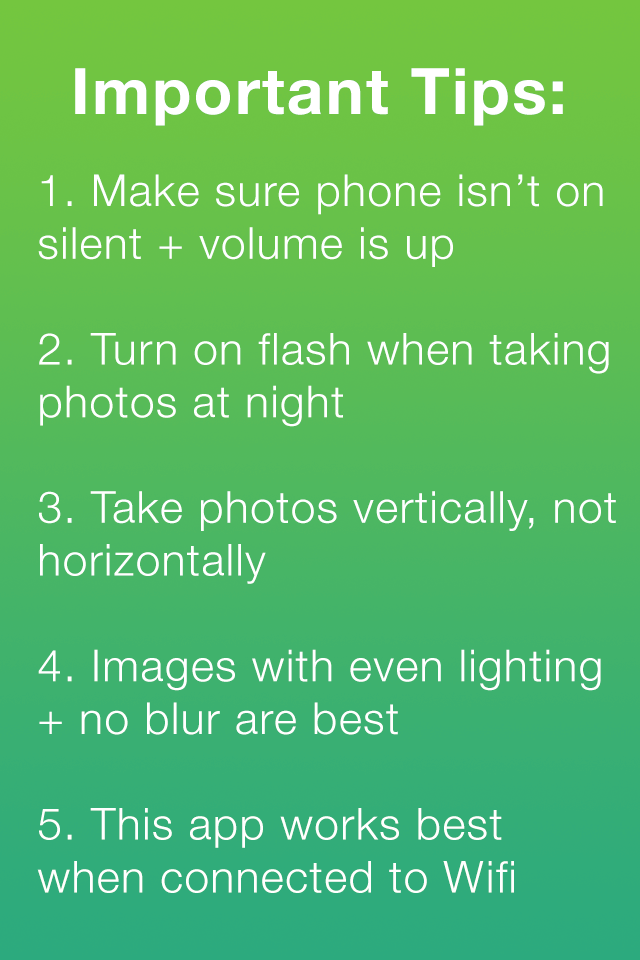 Important Tips:
1. Make sure phone isn’t on
silent + volume is up
2. Turn on flash when taking
photos at night
3. Take photos vertically, not
horizontally
4. Images with even lighting
+ no blur are best
5. This app works best
when connected to Wifi